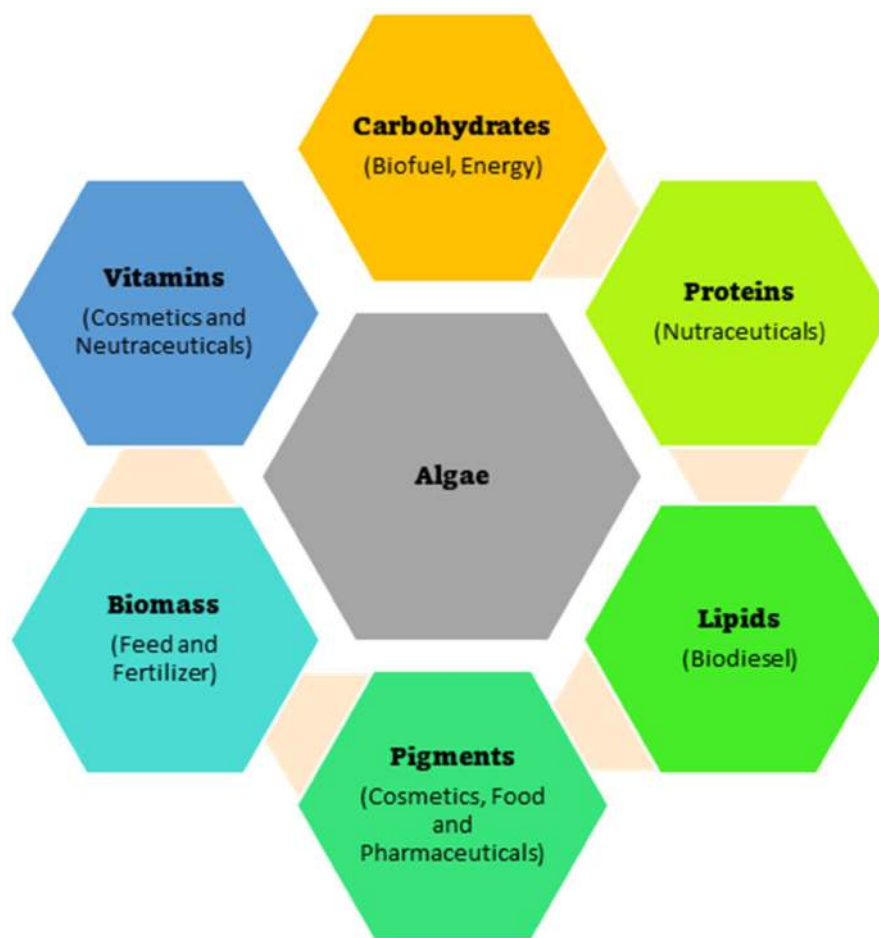 Carbohydrates
(Biofuel, Energy)
Proteins
(Nutraceuticals)
Lipids
(Biodiesel)
Pigments
(Cosmetics, Food
and
Pharmaceuticals)
Biomass
(Feed and
Fertilizer)
Vitamins
(Cosmetics and
Neutraceuticals)
Algae